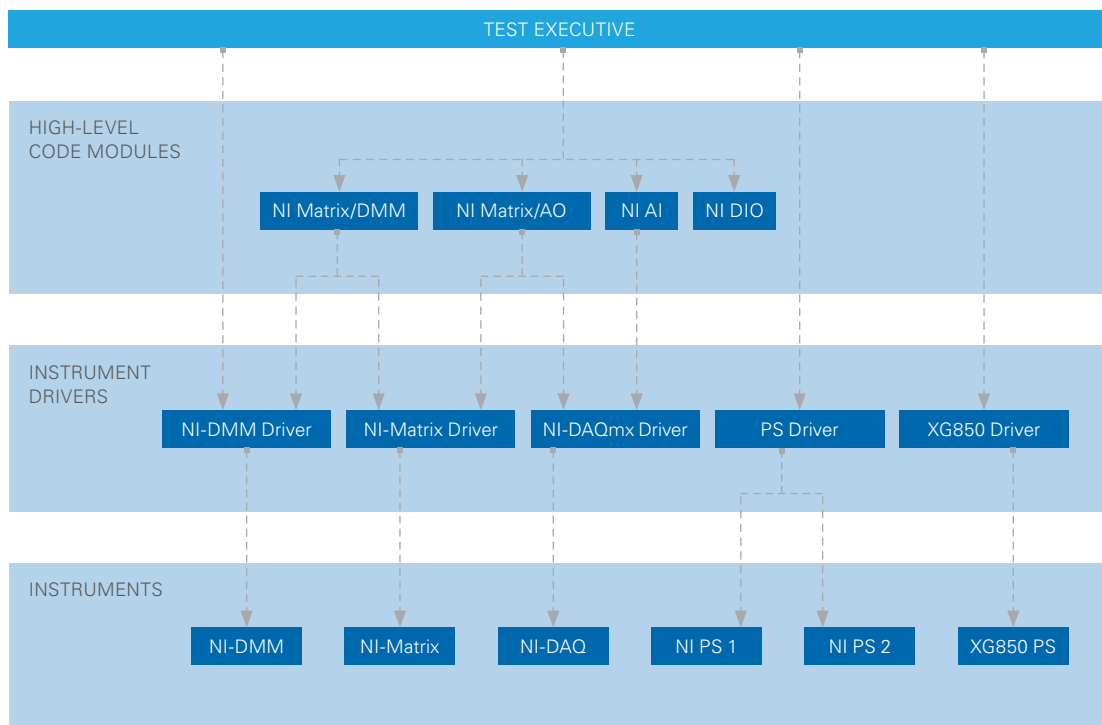 TEST EXECUTIVE
HIGH-LEVEL
CODE MODULES
NI Matrix/DMM
NI Matrix/AO
NI AI
NI DIO
INSTRUMENT
DRIVERS
NI-DMM Driver
NI-Matrix Driver
NI-DAQmx Driver
PS Driver
XG850 Driver
INSTRUMENTS
NI-DMM
NI-Matrix
NI-DAQ
NI PS 1
NI PS 2
XG850 PS